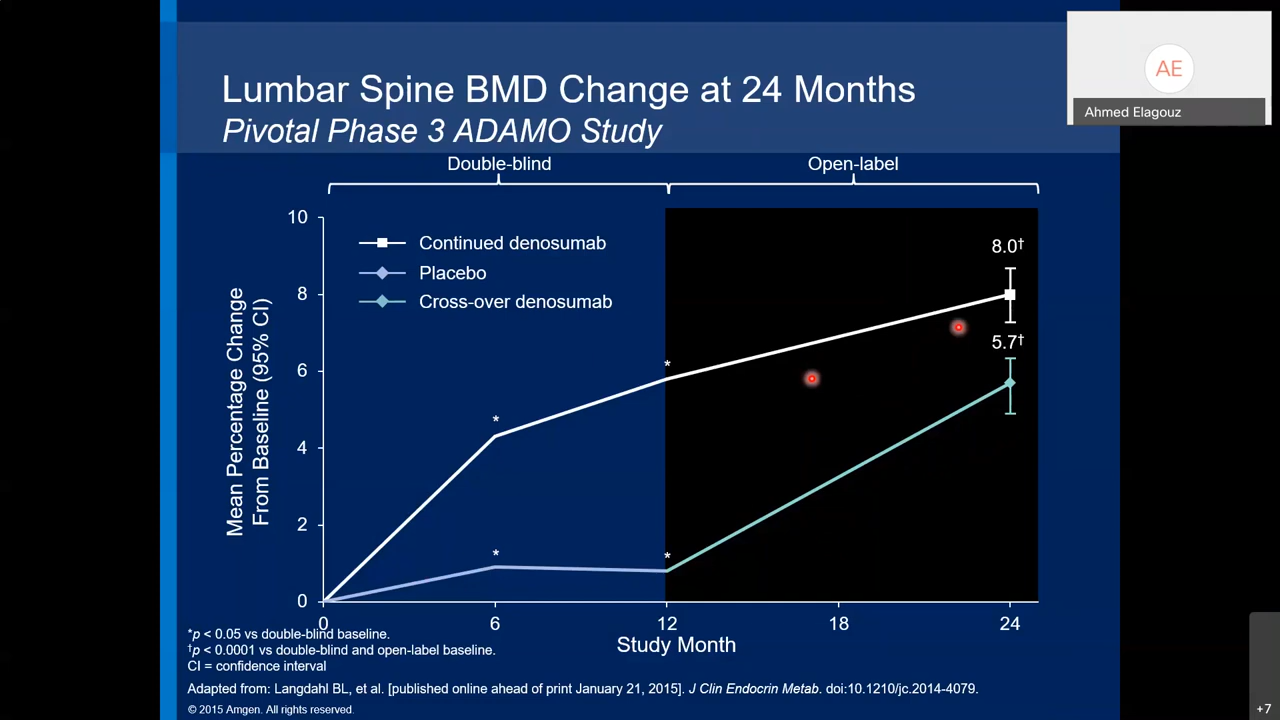 Lumbar Spine BMD Change at 24 Months
Pivotal Phase 3 ADAMO Study
AE
Ahmed Elagouz
Double-blind
Open-label
Mean Percentage Change
From Baseline (95% CI)
10
8
6
4
2
0
Continued denosumab
Placebo
Cross-over denosumab
*
*
*
*
8.0†
5.7†
0
6
12
18
24
Study Month
*p < 0.05 vs double-blind baseline.
†p < 0.0001 vs double-blind and open-label baseline.
CI = confidence interval
Adapted from: Langdahl BL, et al. [published online ahead of print January 21, 2015]. J Clin Endocrin Metab. doi:10.1210/jc.2014-4079.
© 2015 Amgen. All rights reserved.
+7